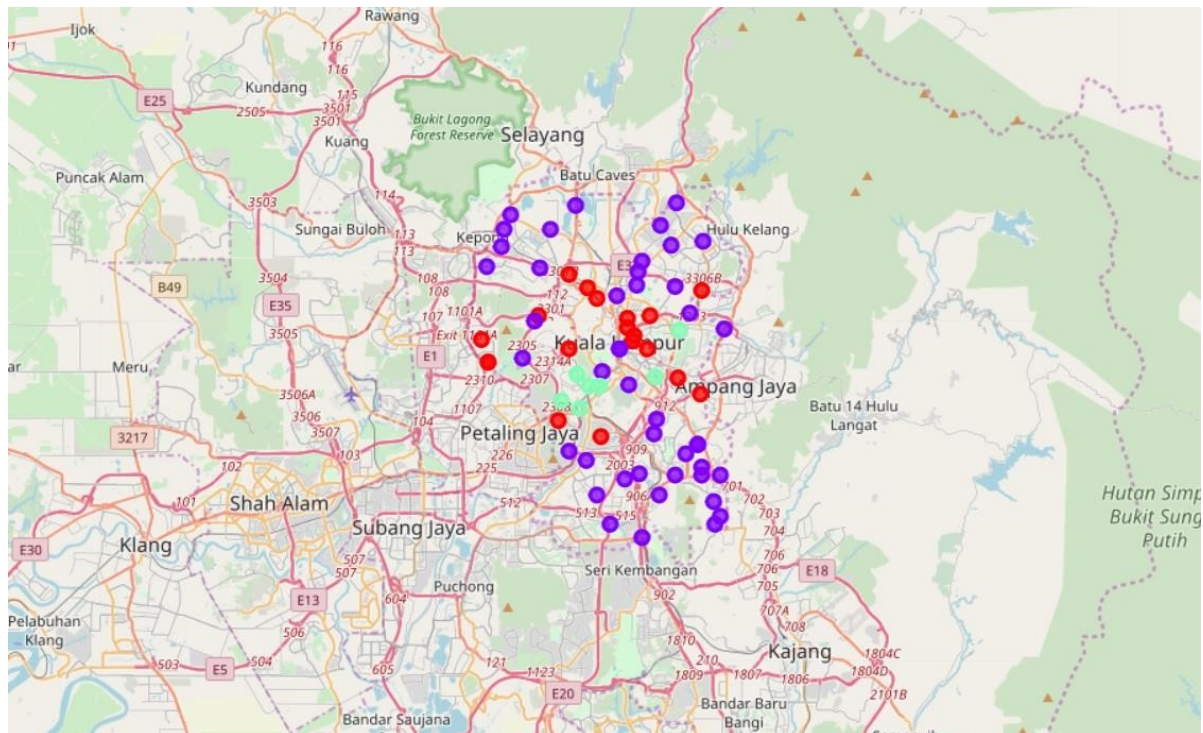 Rawang
Ijok
116
116
E25
Kundang
115
3501
2505
3501
Bukit Lagong
Forest Reserve
Selayang
Kuang
Puncak Alam
Batu Caves
114
3503
Sungai Buloh
113
113
Kepong
Hulu Kelang
108
108
3504
B49
3306B
112
E35
1101A
107
2305
Kuala
E1
2314A
Meru
2310
2307
3506A
Ampang Jaya
1107
912
Batu 14 Hulu
Langat
3506
104
3217
3507
Petaling Jaya
909
102
103
225
2003
101
Shah Alam
512
906
701
702
Hutan Simp
Bukit Sung
Putih
Subang Jaya
513
515
703
704
E30
Klang
507
706
507
Seri Kembangan
706
E18
E13
Puchong
902
705
604
Pelabuhan
Klang
506
707A
708
1810
Kajang
1804C
503
504
E5
605
121
1123
210
1809
1807
1806
1804D
2101B
E20
Bandar Saujana
Bandar Baru
Bangi